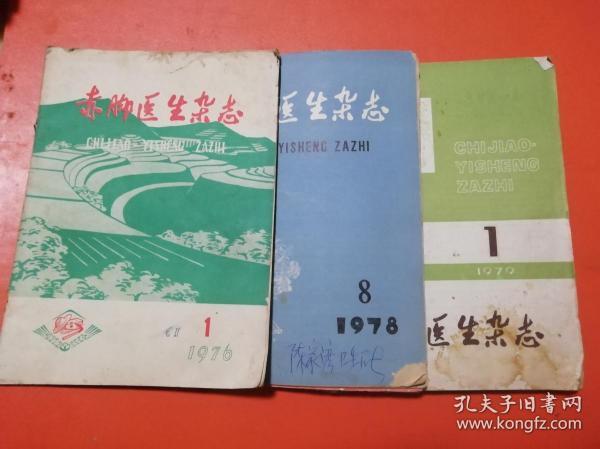 赤脚医生杂志
CHIJIAO-YISHENG ZAZHI
1
1976
医生杂志
YISHENG ZAZHI
8
1978
CHIJIAO-
YISHENG
ZAZHI
1
1979
医生杂志
孔夫子旧书网
www.kongfz.com